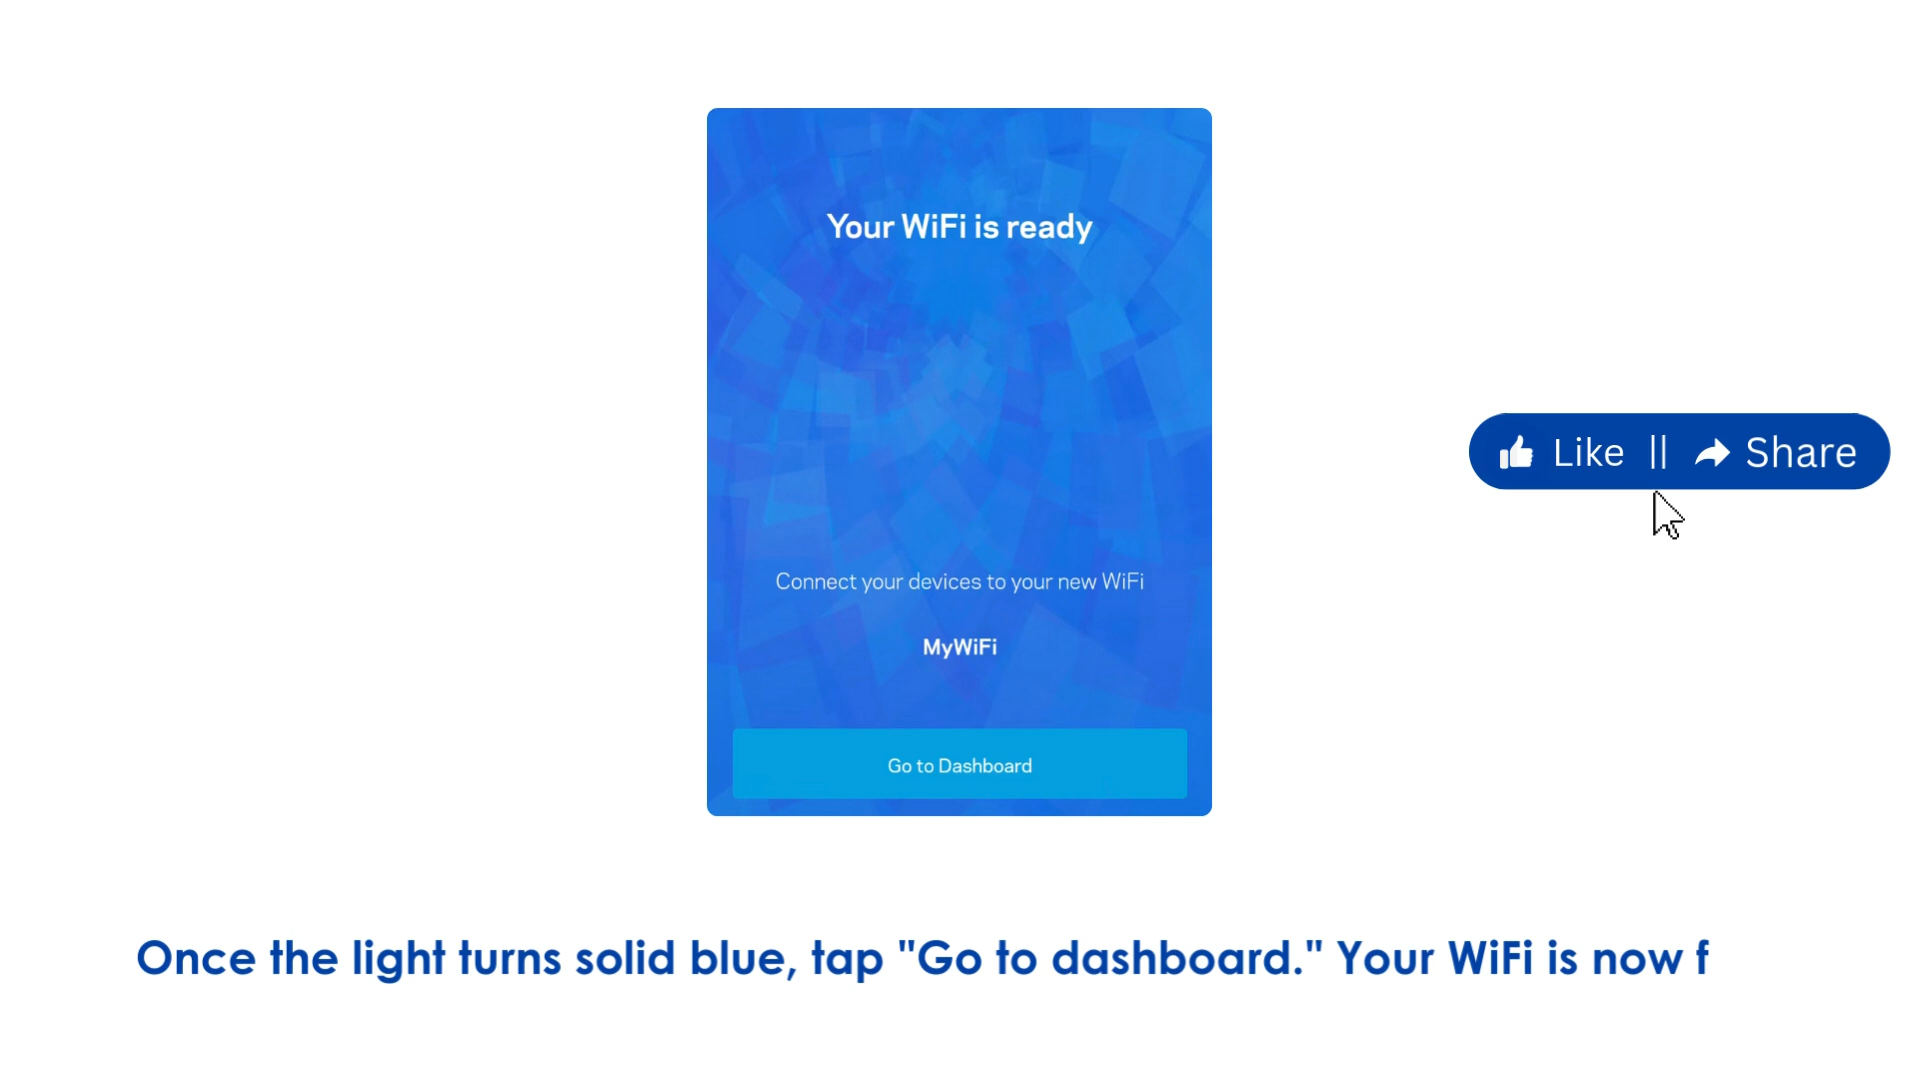 Your WiFi is ready
Like || Share
Connect your devices to your new WiFi
MyWiFi
Go to Dashboard
Once the light turns solid blue, tap "Go to dashboard." Your WiFi is now f